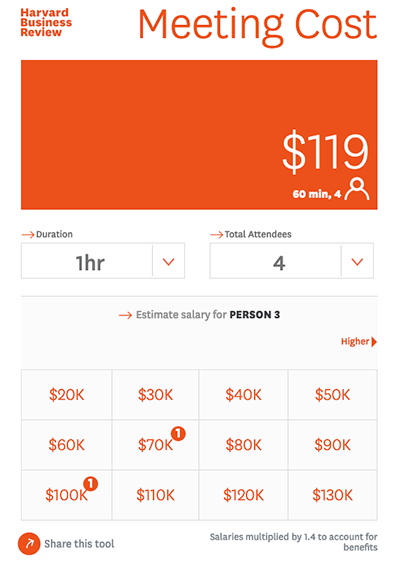 Harvard
Business
Review
Meeting Cost
$119
60 min, 4
Duration
Total Attendees
1hr
4
Estimate salary for PERSON 3
Higher
$20K
$30K
$40K
$50K
$60K
$70K
1
$80K
$90K
$100K
1
$110K
$120K
$130K
Share this tool
Salaries multiplied by 1.4 to account for
benefits